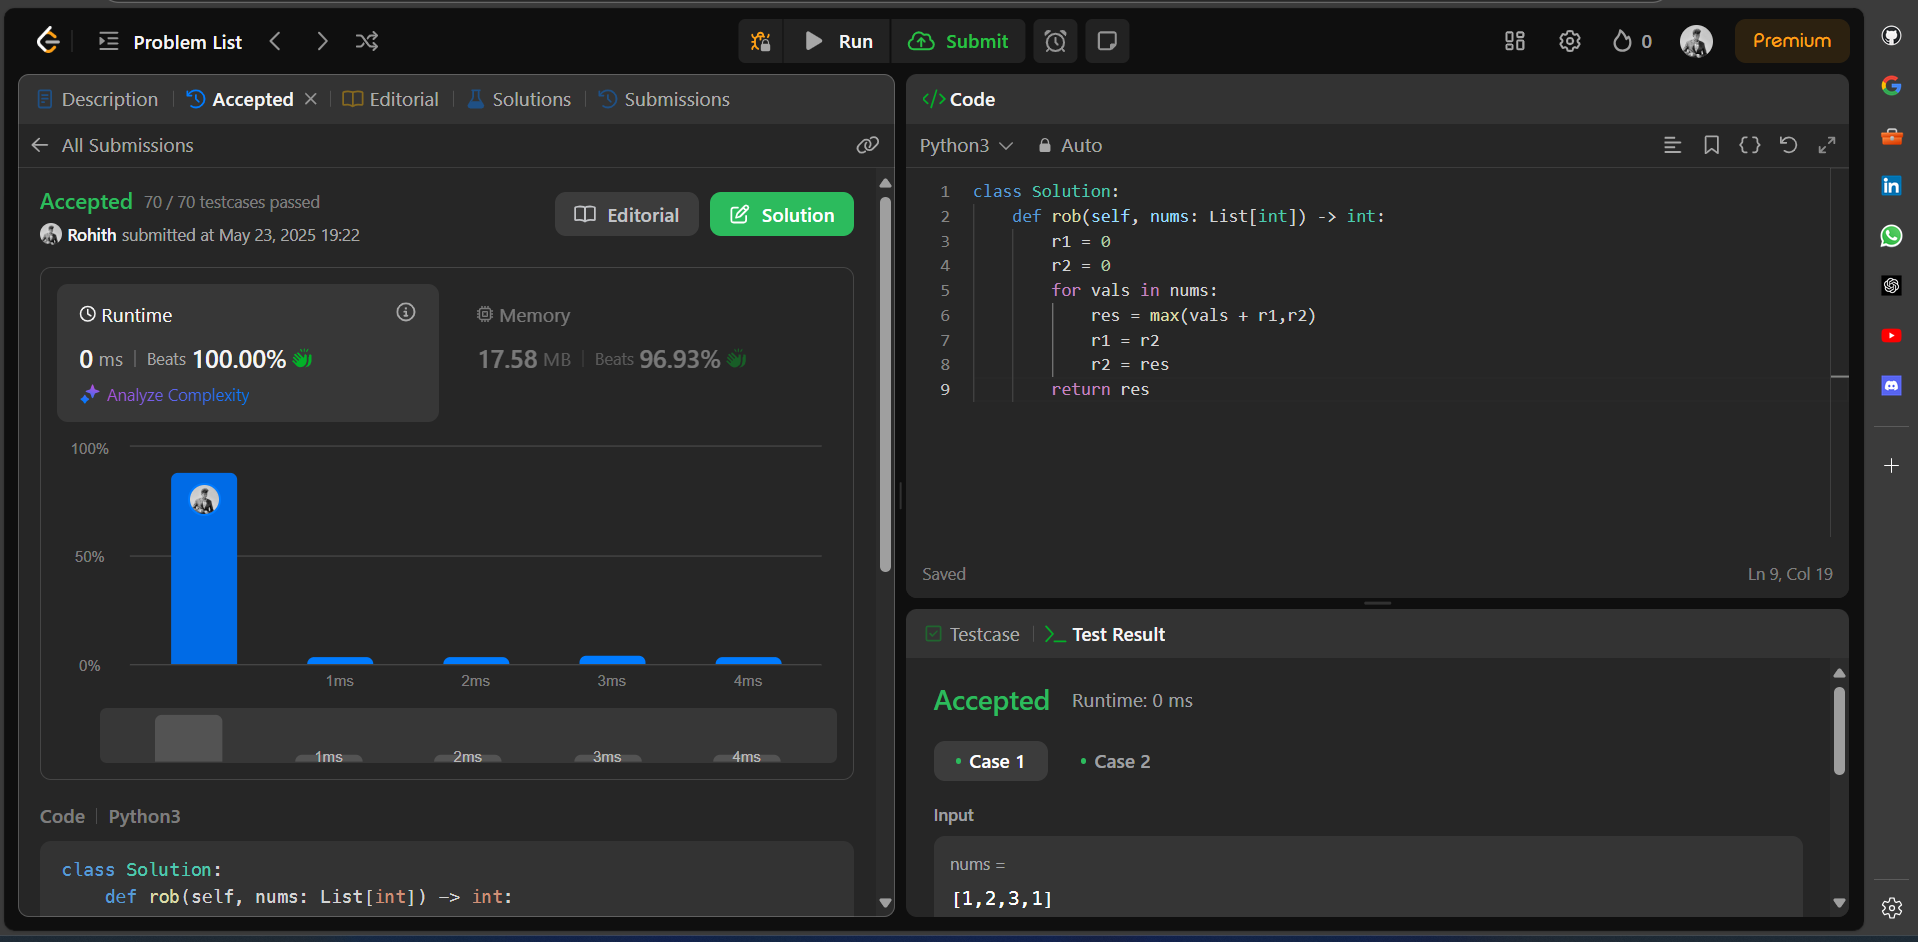 Problem List
Run
Submit
0
Premium
Description
Accepted
Editorial
Solutions
Submissions
All Submissions
Accepted 70 / 70 testcases passed
Rohith submitted at May 23, 2025 19:22
Editorial
Solution
Runtime
0 ms | Beats 100.00%
Analyze Complexity
Memory
17.58 MB | Beats 96.93%
100%
50%
0%
1ms
2ms
3ms
4ms
1ms
2ms
3ms
4ms
Code | Python3
class Solution:
    def rob(self, nums: List[int]) -> int:
</> Code
Python3
Auto
1 class Solution:
2     def rob(self, nums: List[int]) -> int:
3         r1 = 0
4         r2 = 0
5         for vals in nums:
6             res = max(vals + r1,r2)
7             r1 = r2
8             r2 = res
9         return res
Saved
Ln 9, Col 19
Testcase
Test Result
Accepted Runtime: 0 ms
Case 1
Case 2
Input
nums =
[1,2,3,1]